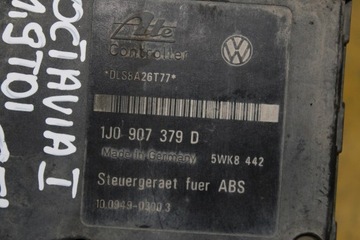 OCTAVIA I
1.9TDI
Ate
Controller
*DLS8A26T77*
1J0 907 379 D
Made in Germany 5WK8 442
Steuergeraet fuer ABS
10.0949-0300 3